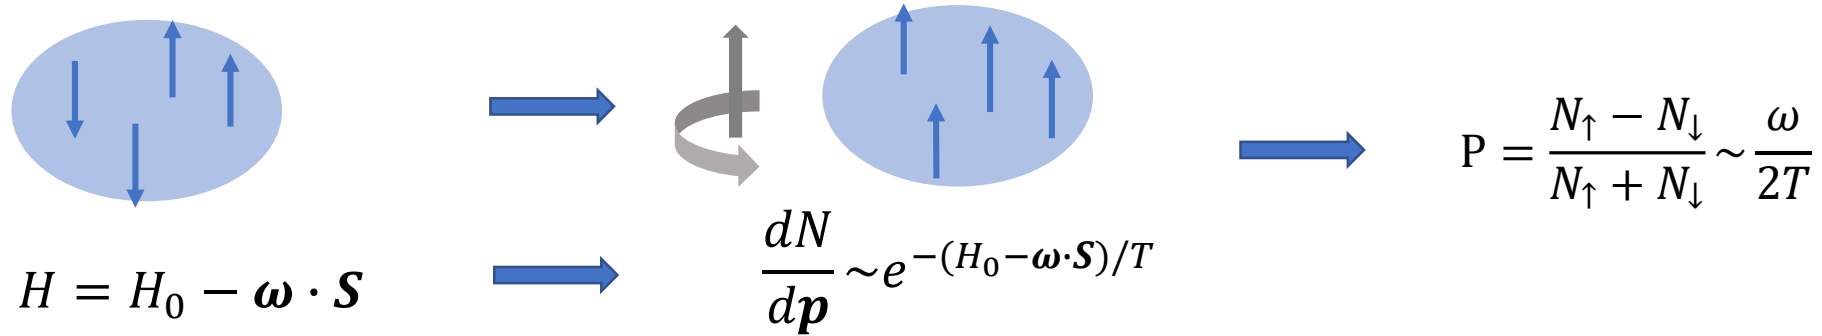 H = H₀ − ω · S
dN/dp ~ e^{−(H₀−ω·S)/T}
P = (N↑ − N↓)/(N↑ + N↓) ~ ω/2T